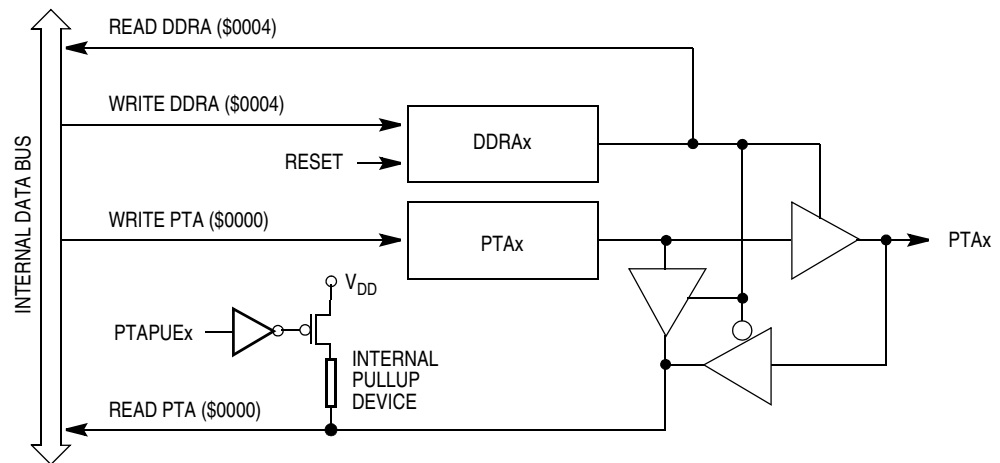 READ DDRA ($0004)
WRITE DDRA ($0004)
DDRAx
RESET
INTERNAL DATA BUS
WRITE PTA ($0000)
PTAx
PTAx
VDD
PTAPUEx
INTERNAL
PULLUP
DEVICE
READ PTA ($0000)